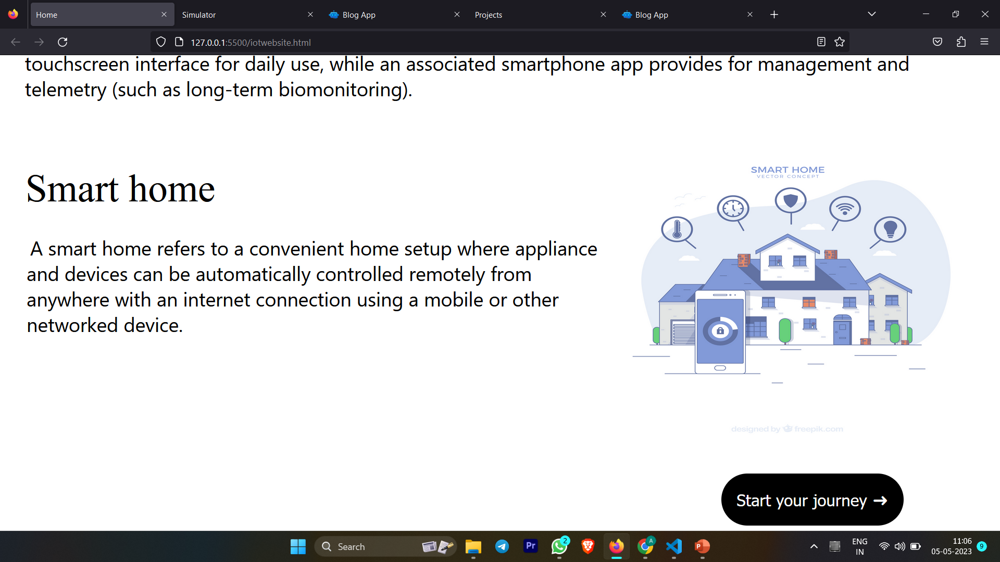 Home
Simulator
Blog App
Projects
Blog App
127.0.0.1:5500/iotwebsite.html
touchscreen interface for daily use, while an associated smartphone app provides for management and
telemetry (such as long-term biomonitoring).
SMART HOME
VECTOR CONCEPT
Smart home
A smart home refers to a convenient home setup where appliance
and devices can be automatically controlled remotely from
anywhere with an internet connection using a mobile or other
networked device.
designed by freepik.com
Start your journey ➜
Search
Pr
2
A
P
ENG
IN
11:06
05-05-2023
9